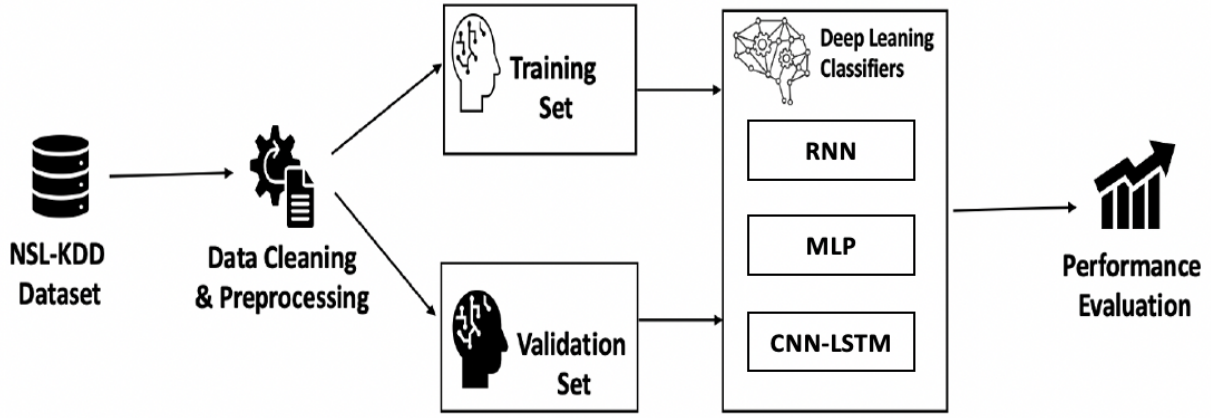 NSL-KDD
Dataset
Data Cleaning
& Preprocessing
Training
Set
Validation
Set
Deep Leaning
Classifiers
RNN
MLP
CNN-LSTM
Performance
Evaluation